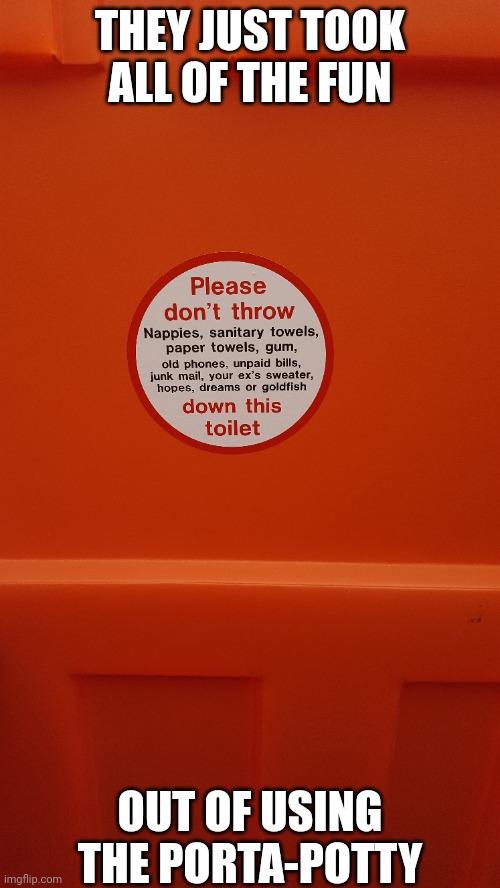 THEY JUST TOOK
ALL OF THE FUN
Please
don't throw
Nappies, sanitary towels,
paper towels, gum,
old phones, unpaid bills,
junk mail, your ex's sweater,
hopes, dreams or goldfish
down this
toilet
OUT OF USING
THE PORTA-POTTY
imgflip.com